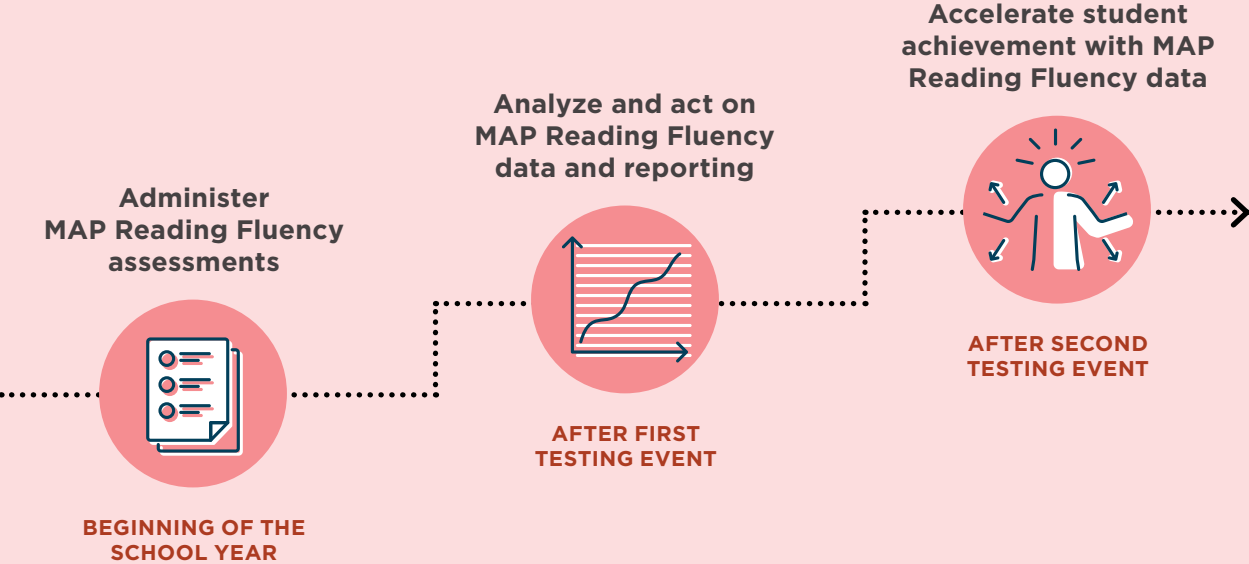 Administer
MAP Reading Fluency
assessments
BEGINNING OF THE
SCHOOL YEAR
Analyze and act on
MAP Reading Fluency
data and reporting
AFTER FIRST
TESTING EVENT
Accelerate student
achievement with MAP
Reading Fluency data
AFTER SECOND
TESTING EVENT